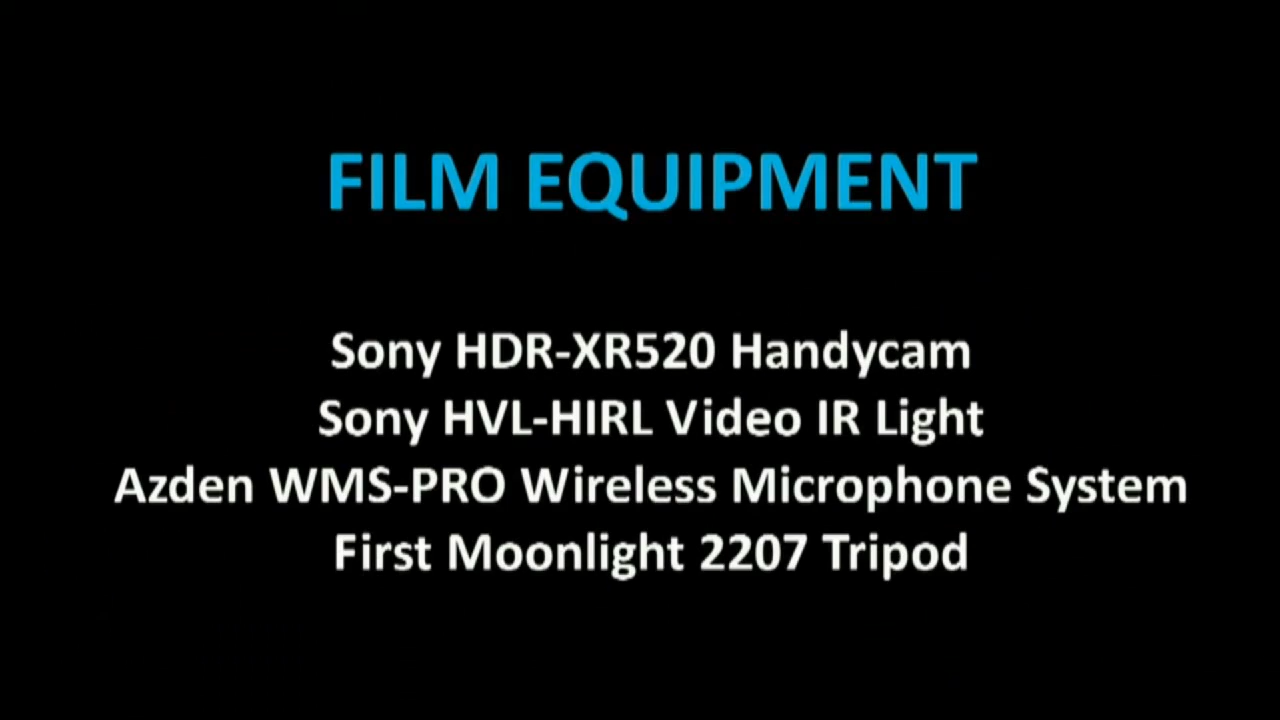 FILM EQUIPMENT
Sony HDR-XR520 Handycam
Sony HVL-HIRL Video IR Light
Azden WMS-PRO Wireless Microphone System
First Moonlight 2207 Tripod